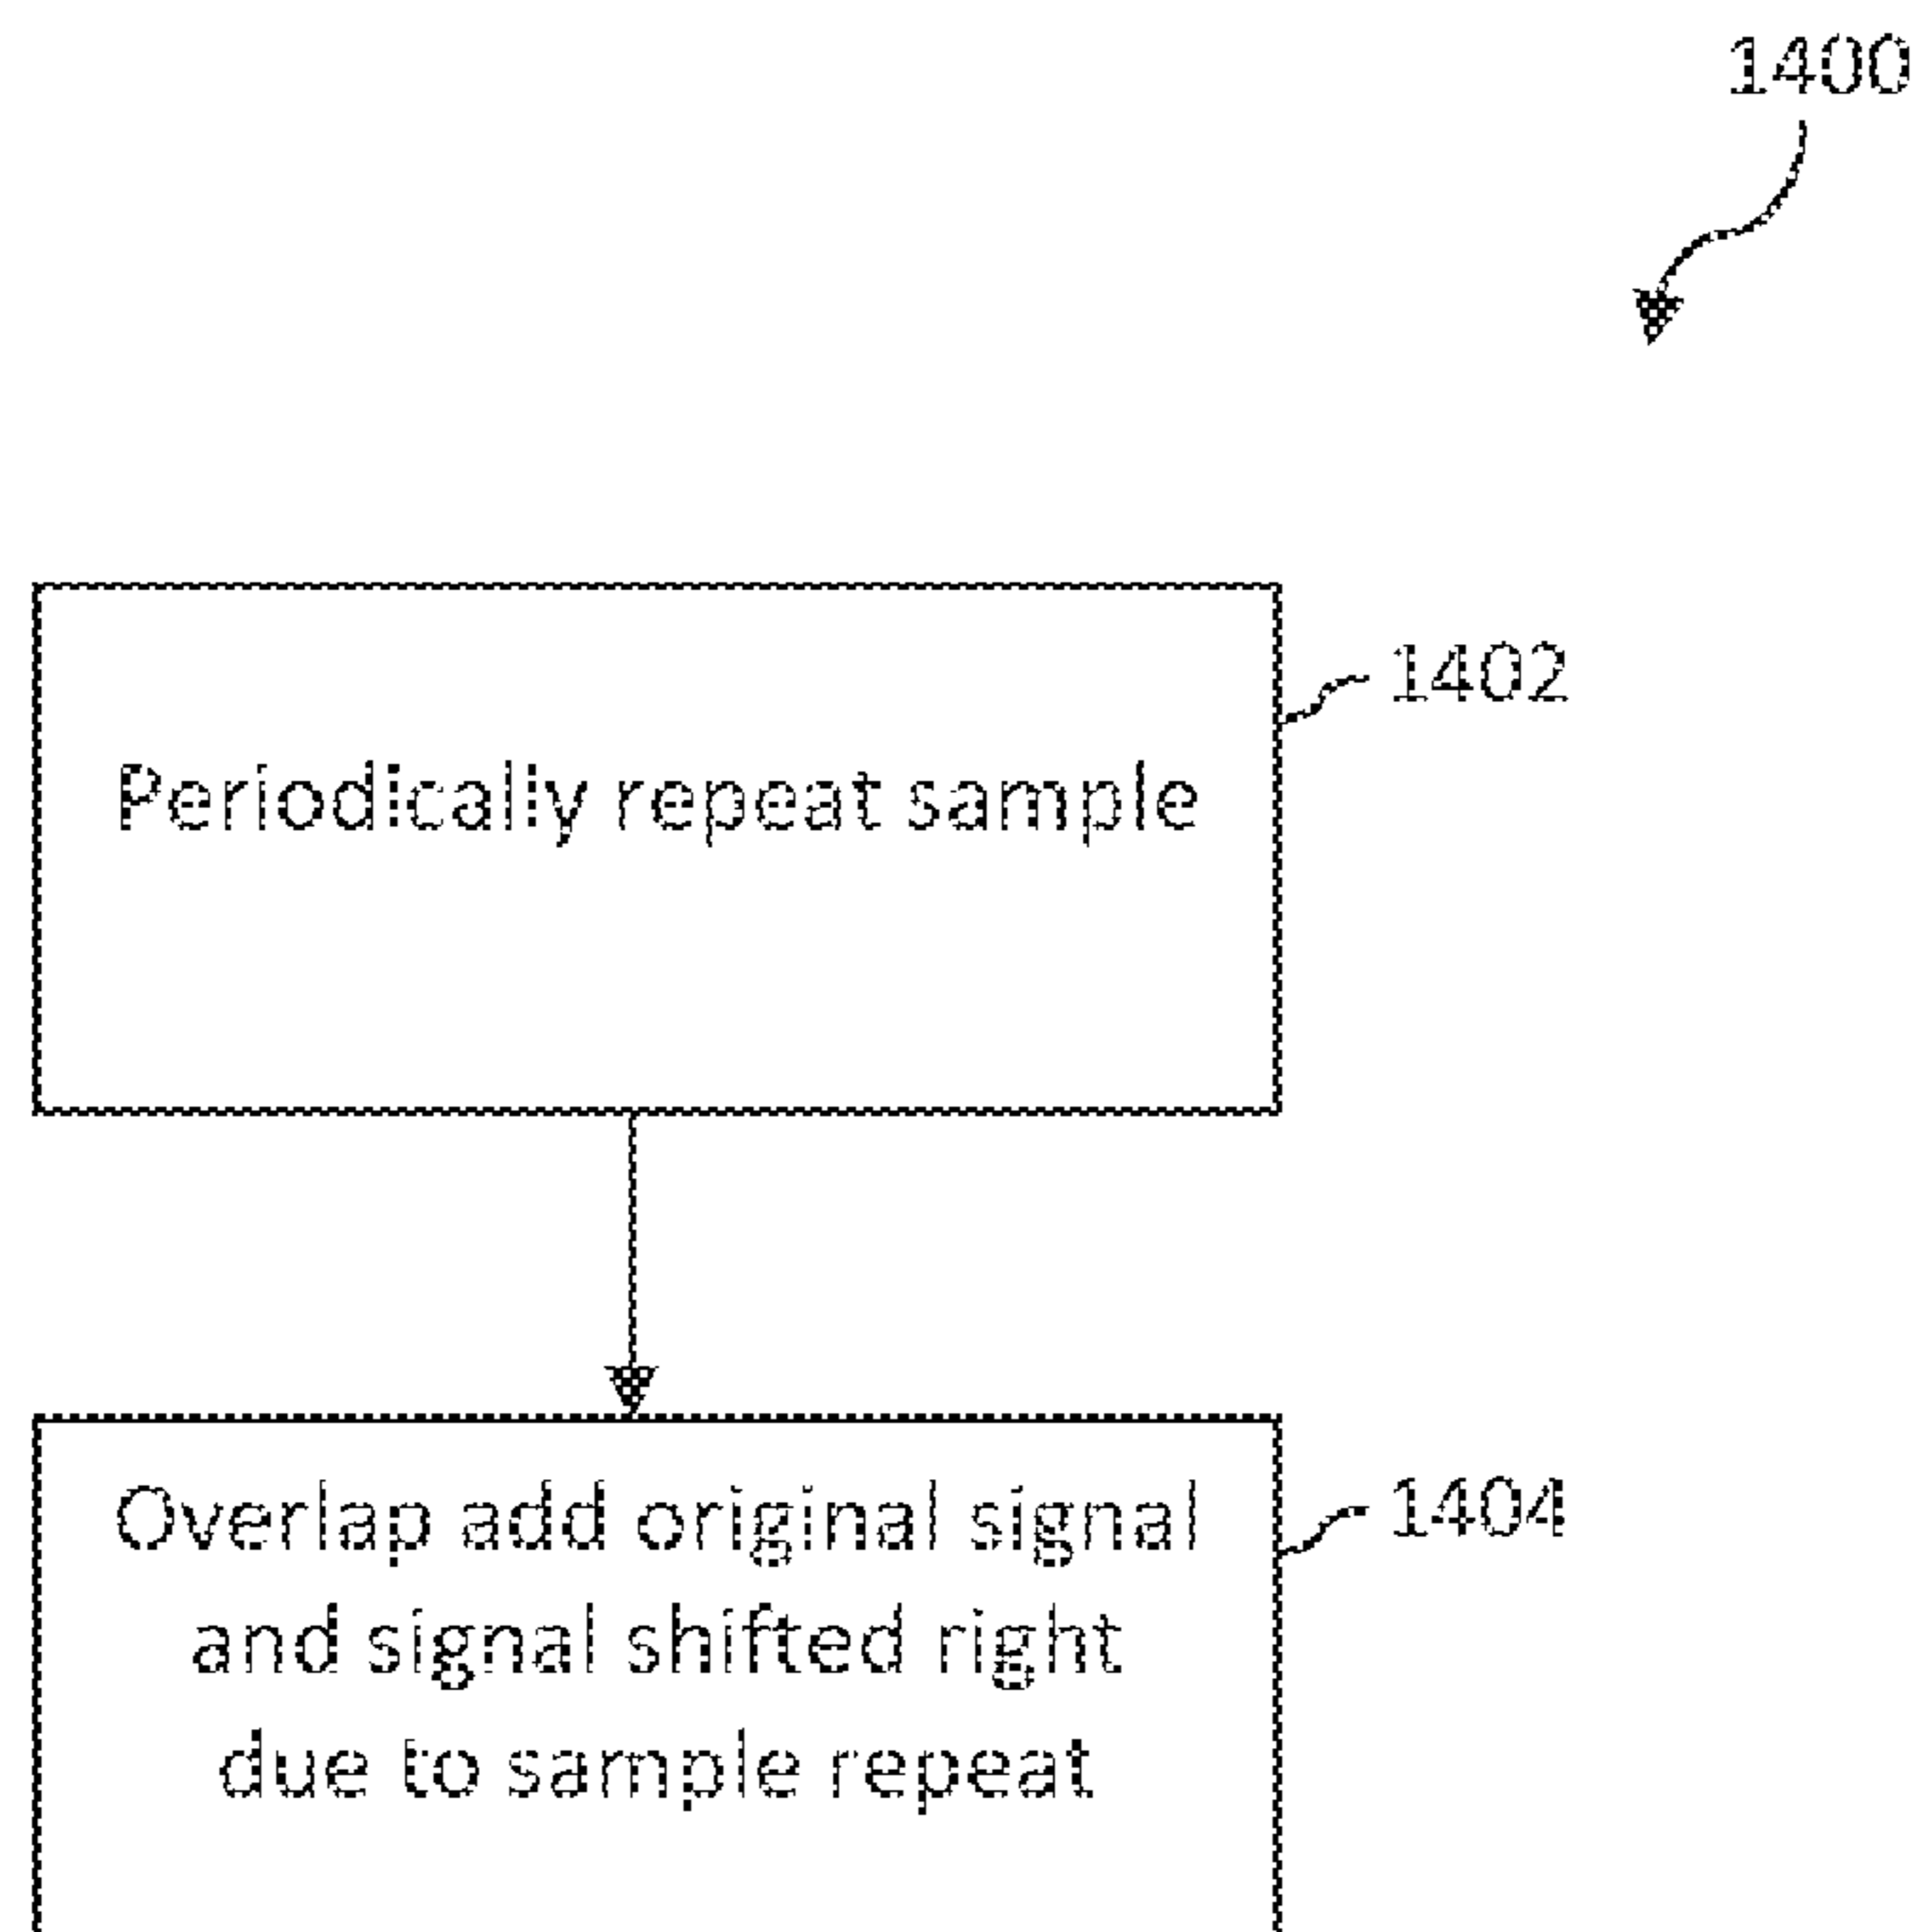 1400
1402
Periodically repeat sample
1404
Overlap add original signal
and signal shifted right
due to sample repeat